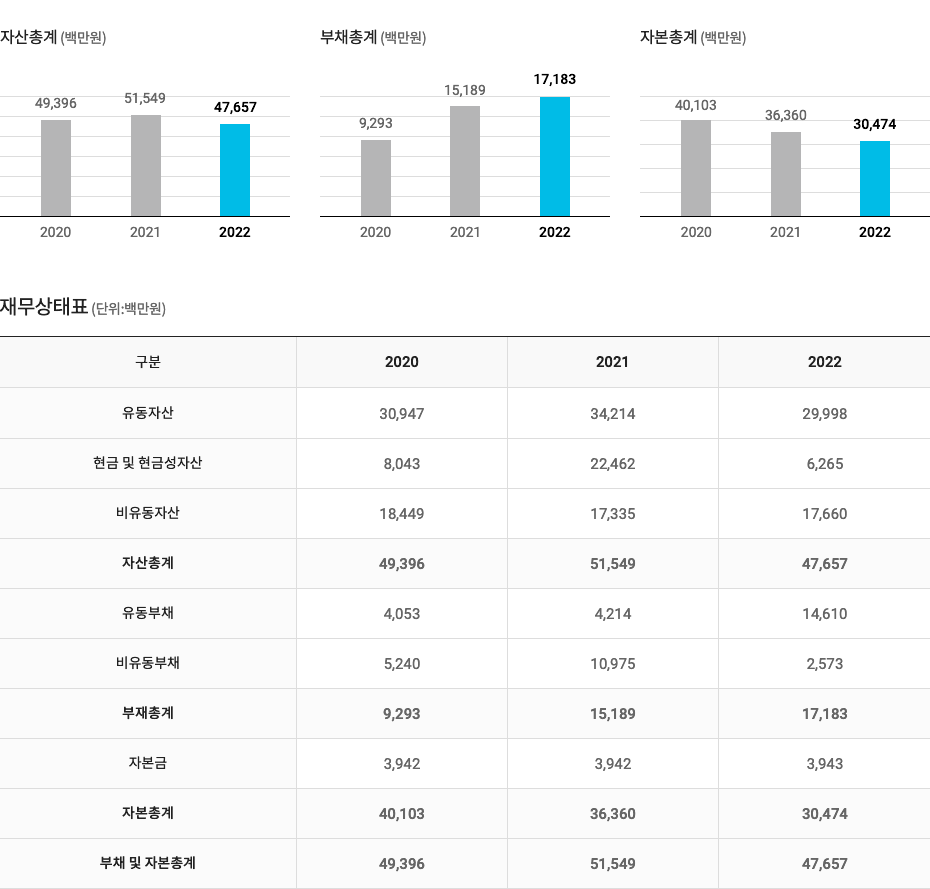 자산총계 (백만원)
49,396 51,549 47,657
2020 2021 2022
부채총계 (백만원)
9,293 15,189 17,183
2020 2021 2022
자본총계 (백만원)
40,103 36,360 30,474
2020 2021 2022
재무상태표 (단위:백만원)
구분 2020 2021 2022
유동자산 30,947 34,214 29,998
현금 및 현금성자산 8,043 22,462 6,265
비유동자산 18,449 17,335 17,660
자산총계 49,396 51,549 47,657
유동부채 4,053 4,214 14,610
비유동부채 5,240 10,975 2,573
부재총계 9,293 15,189 17,183
자본금 3,942 3,942 3,943
자본총계 40,103 36,360 30,474
부채 및 자본총계 49,396 51,549 47,657